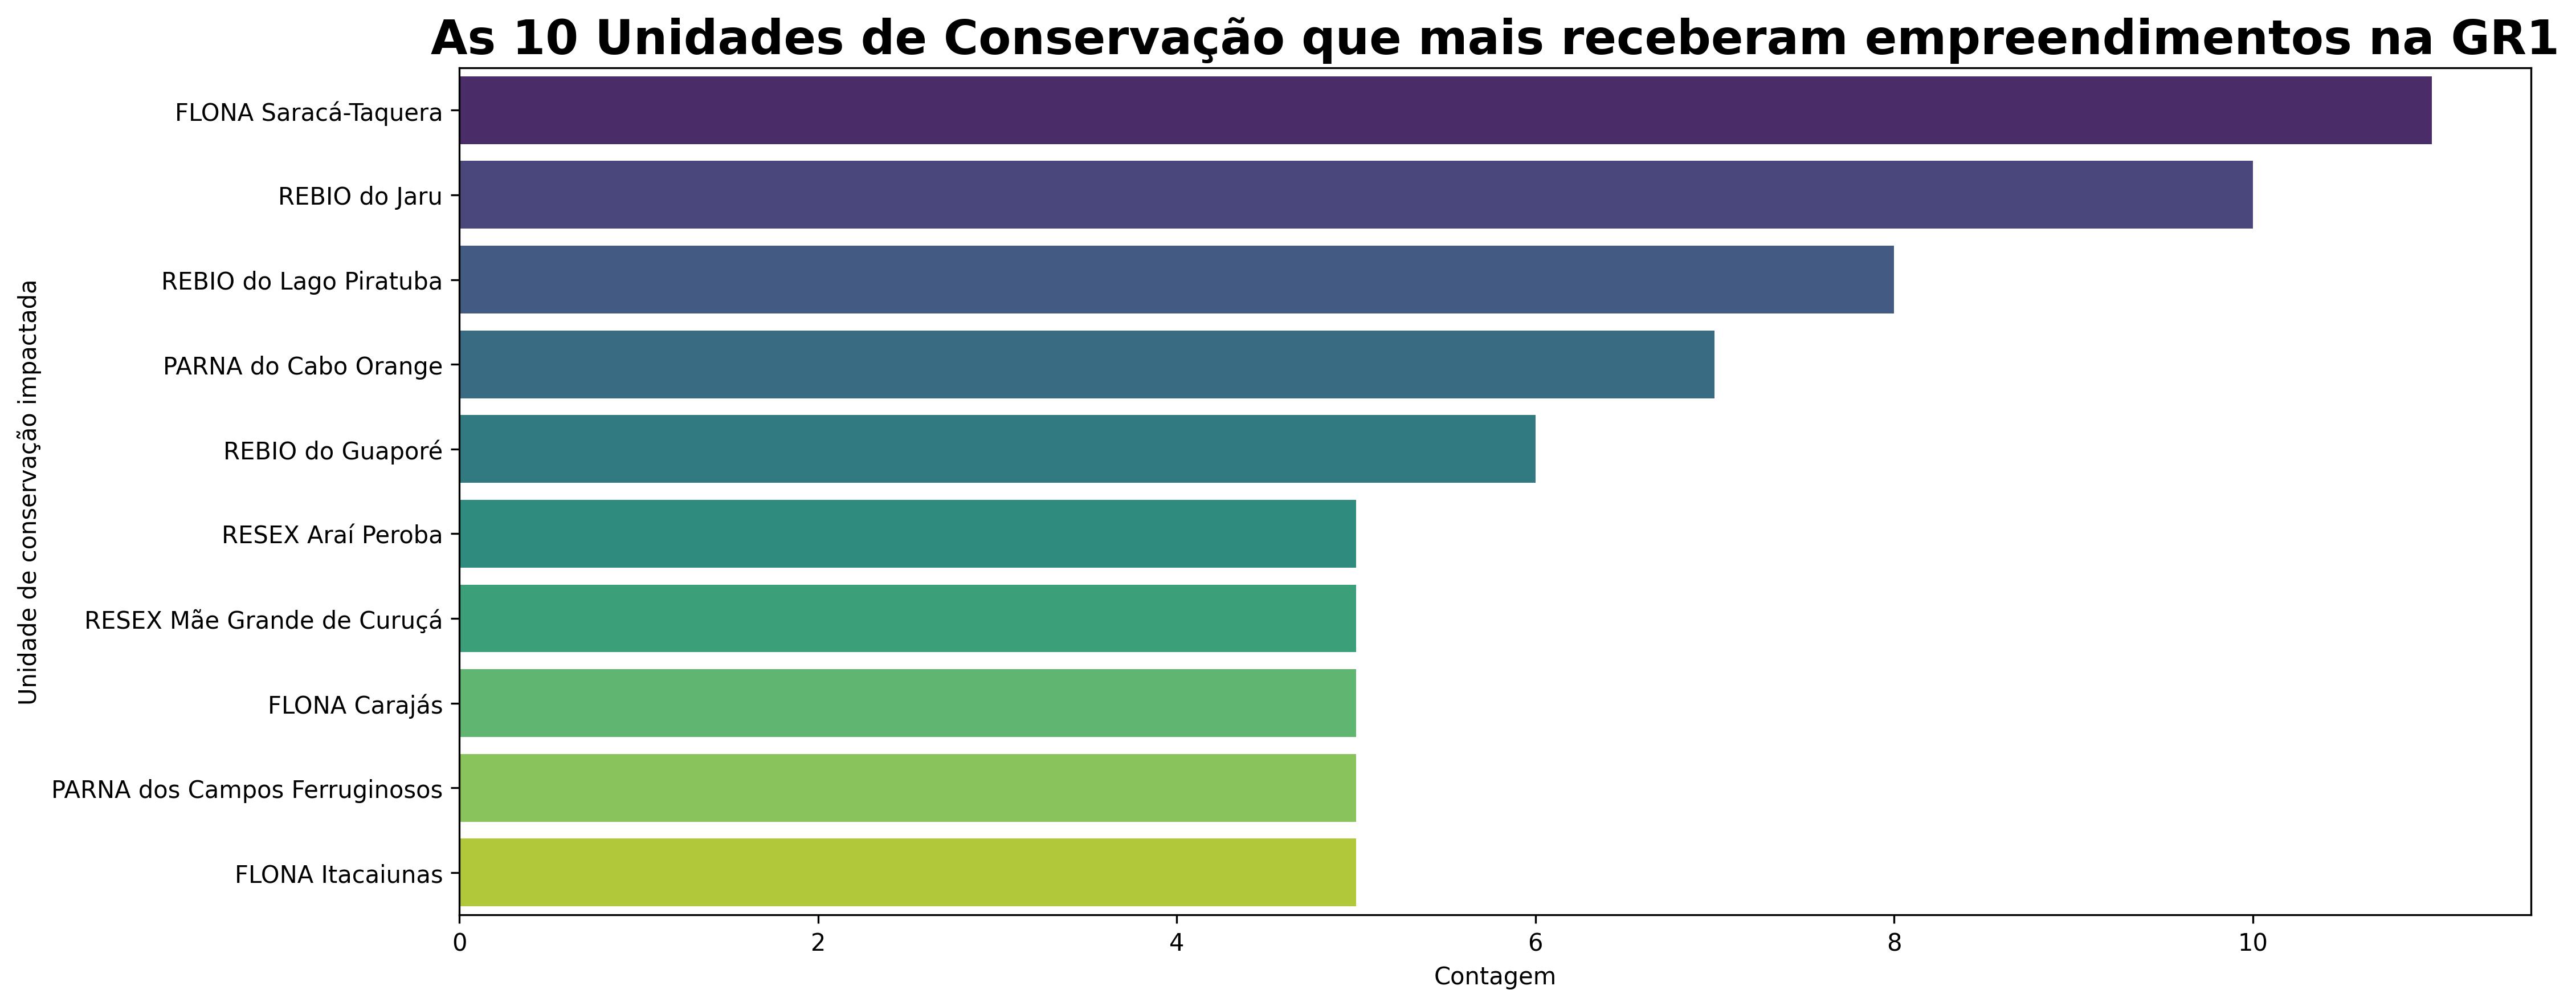 As 10 Unidades de Conservação que mais receberam empreendimentos na GR1
Unidade de conservação impactada
FLONA Saracá-Taquera
REBIO do Jaru
REBIO do Lago Piratuba
PARNA do Cabo Orange
REBIO do Guaporé
RESEX Araí Peroba
RESEX Mãe Grande de Curuçá
FLONA Carajás
PARNA dos Campos Ferruginosos
FLONA Itacaiunas
0 2 4 6 8 10
Contagem